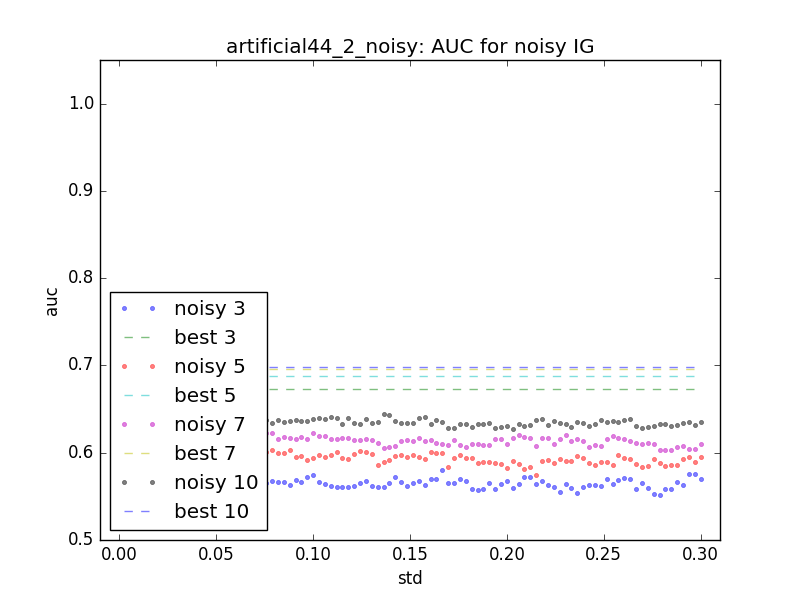 artificial44_2_noisy: AUC for noisy IG
1.0
0.9
0.8
0.7
0.6
0.5
auc
noisy 3
best 3
noisy 5
best 5
noisy 7
best 7
noisy 10
best 10
0.00 0.05 0.10 0.15 0.20 0.25 0.30
std